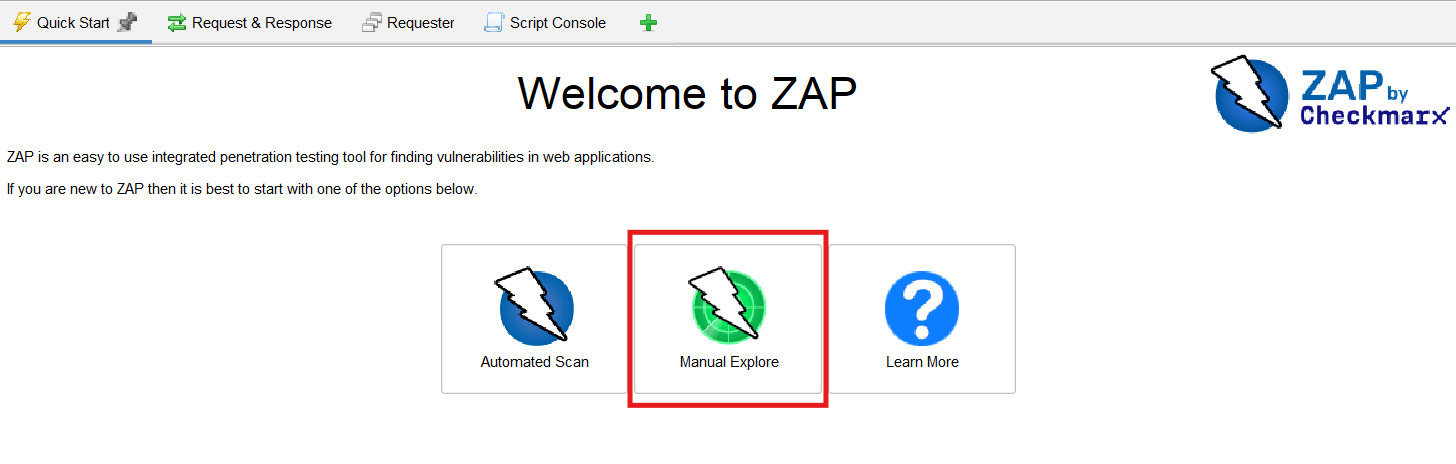 Quick Start
Request & Response
Requester
Script Console
Welcome to ZAP
ZAP by
Checkmarx
ZAP is an easy to use integrated penetration testing tool for finding vulnerabilities in web applications.
If you are new to ZAP then it is best to start with one of the options below.
Automated Scan
Manual Explore
Learn More